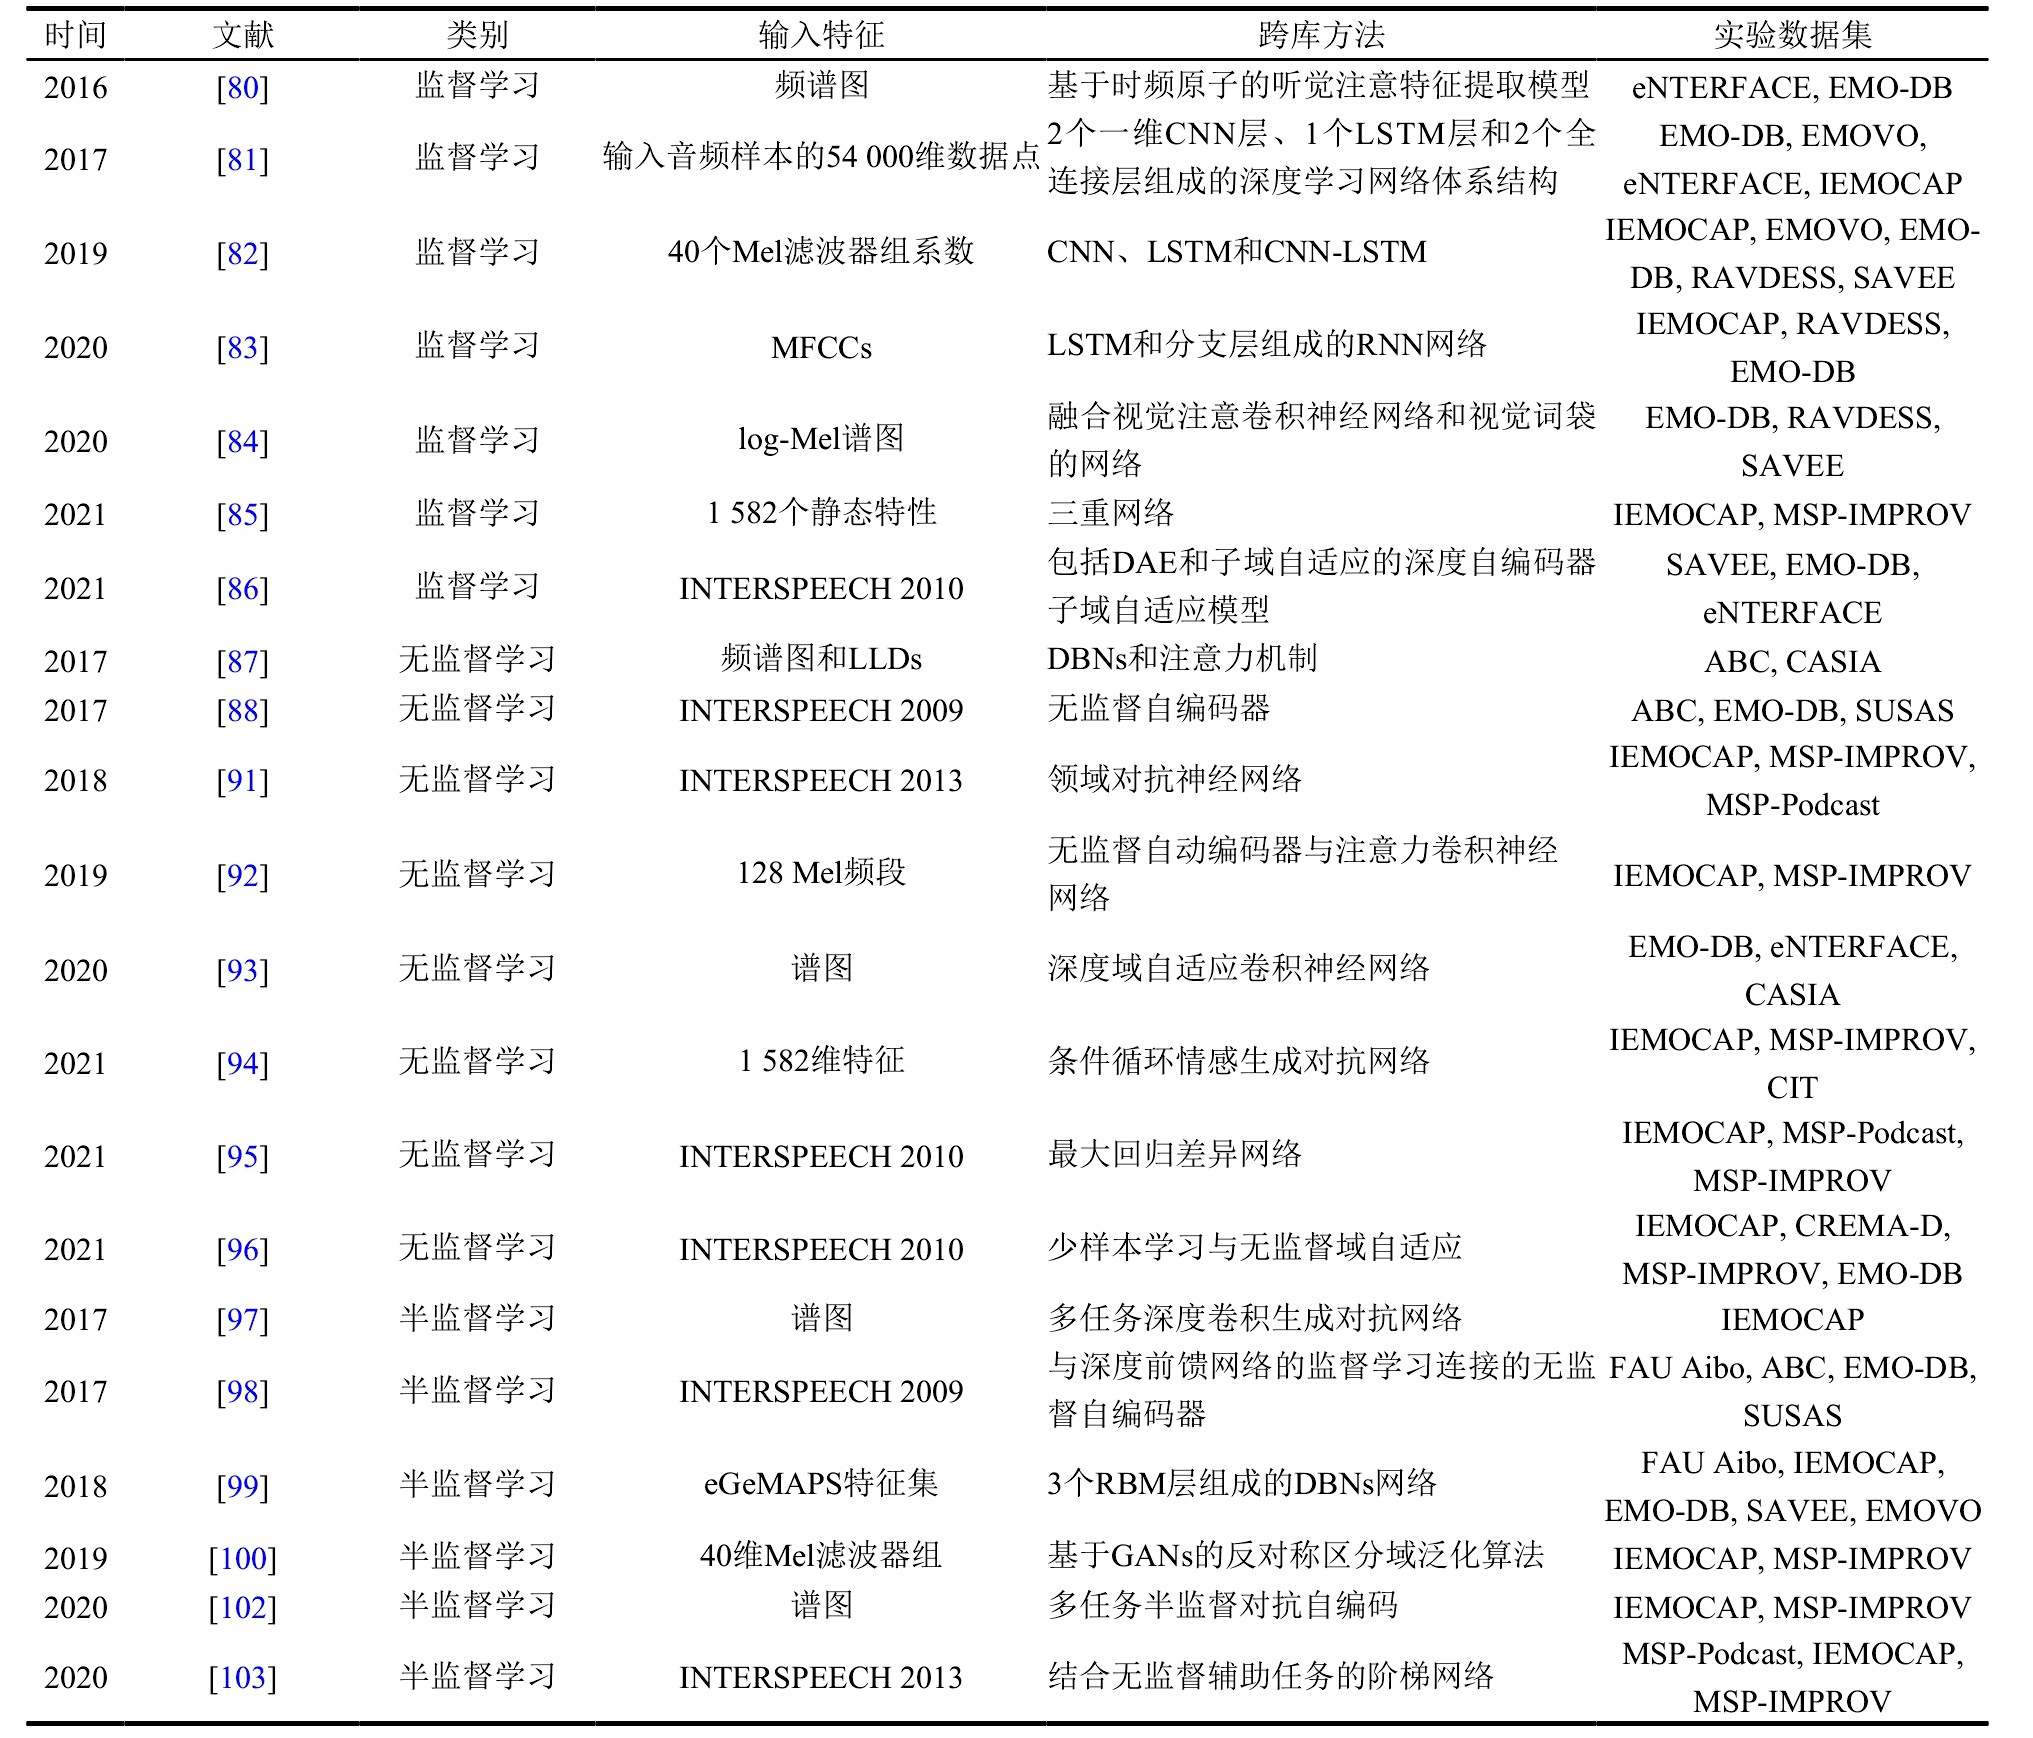 时间 文献 类别 输入特征 跨库方法 实验数据集
2016 [80] 监督学习 频谱图 基于时频原子的听觉注意特征提取模型 eNTERFACE, EMO-DB
2017 [81] 监督学习 输入音频样本的54 000维数据点 2个一维CNN层、1个LSTM层和2个全 EMO-DB, EMOVO,
连接层组成的深度学习网络体系结构 eNTERFACE, IEMOCAP
2019 [82] 监督学习 40个Mel滤波器组系数 CNN、LSTM和CNN-LSTM IEMOCAP, EMOVO, EMO-
DB, RAVDESS, SAVEE
2020 [83] 监督学习 MFCCs LSTM和分支层组成的RNN网络 IEMOCAP, RAVDESS,
EMO-DB
2020 [84] 监督学习 log-Mel谱图 融合视觉注意卷积神经网络和视觉词袋 EMO-DB, RAVDESS,
的网络 SAVEE
2021 [85] 监督学习 1 582个静态特性 三重网络 IEMOCAP, MSP-IMPROV
2021 [86] 监督学习 INTERSPEECH 2010 包括DAE和子域自适应的深度自编码器 SAVEE, EMO-DB,
子域自适应模型 eNTERFACE
2017 [87] 无监督学习 频谱图和LLDs DBNs和注意力机制 ABC, CASIA
2017 [88] 无监督学习 INTERSPEECH 2009 无监督自编码器 ABC, EMO-DB, SUSAS
2018 [91] 无监督学习 INTERSPEECH 2013 领域对抗神经网络 IEMOCAP, MSP-IMPROV,
MSP-Podcast
2019 [92] 无监督学习 128 Mel频段 无监督自动编码器与注意力卷积神经 IEMOCAP, MSP-IMPROV
网络
2020 [93] 无监督学习 谱图 深度域自适应卷积神经网络 EMO-DB, eNTERFACE,
CASIA
2021 [94] 无监督学习 1 582维特征 条件循环情感生成对抗网络 IEMOCAP, MSP-IMPROV,
CIT
2021 [95] 无监督学习 INTERSPEECH 2010 最大回归差异网络 IEMOCAP, MSP-Podcast,
MSP-IMPROV
2021 [96] 无监督学习 INTERSPEECH 2010 少样本学习与无监督域自适应 IEMOCAP, CREMA-D,
MSP-IMPROV, EMO-DB
2017 [97] 半监督学习 谱图 多任务深度卷积生成对抗网络 IEMOCAP
2017 [98] 半监督学习 INTERSPEECH 2009 与深度前馈网络的监督学习连接的无监 FAU Aibo, ABC, EMO-DB,
督自编码器 SUSAS
2018 [99] 半监督学习 eGeMAPS特征集 3个RBM层组成的DBNs网络 FAU Aibo, IEMOCAP,
EMO-DB, SAVEE, EMOVO
2019 [100] 半监督学习 40维Mel滤波器组 基于GANs的反对称区分域泛化算法 IEMOCAP, MSP-IMPROV
2020 [102] 半监督学习 谱图 多任务半监督对抗自编码 IEMOCAP, MSP-IMPROV
2020 [103] 半监督学习 INTERSPEECH 2013 结合无监督辅助任务的阶梯网络 MSP-Podcast, IEMOCAP,
MSP-IMPROV